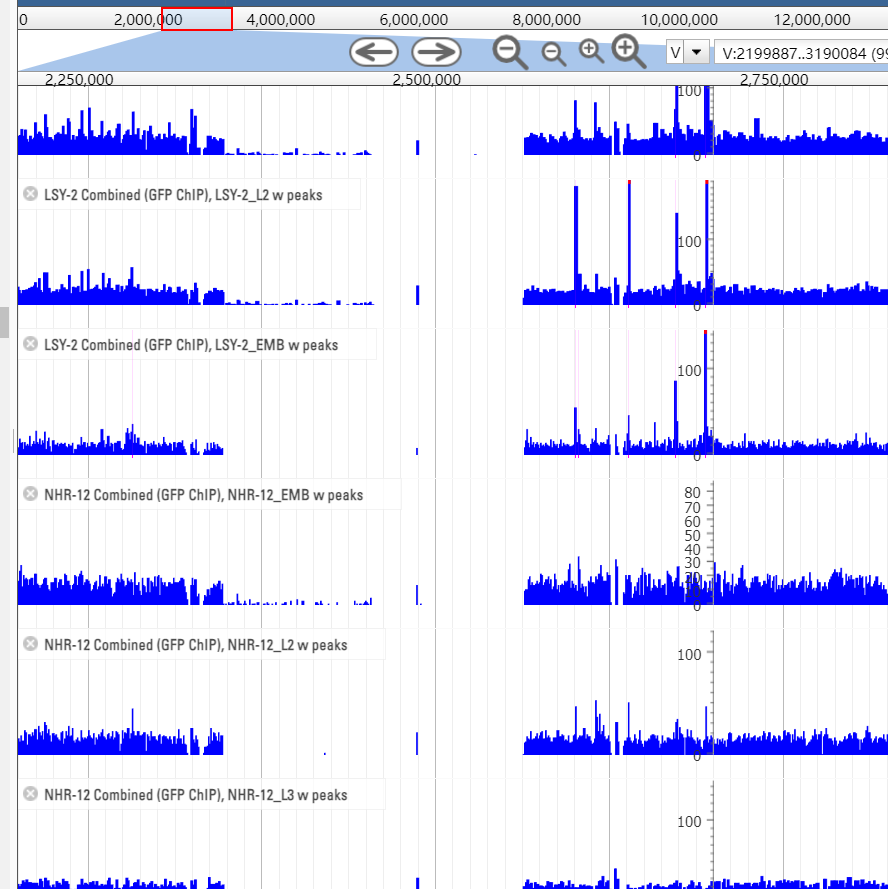 0 2,000,000 4,000,000 6,000,000 8,000,000 10,000,000 12,000,000
V V:2199887..3190084 (99
2,250,000 2,500,000 2,750,000
100
0
LSY-2 Combined (GFP ChIP), LSY-2_L2 w peaks
100
0
LSY-2 Combined (GFP ChIP), LSY-2_EMB w peaks
100
0
NHR-12 Combined (GFP ChIP), NHR-12_EMB w peaks
80
70
60
50
40
30
20
10
0
NHR-12 Combined (GFP ChIP), NHR-12_L2 w peaks
100
0
NHR-12 Combined (GFP ChIP), NHR-12_L3 w peaks
100